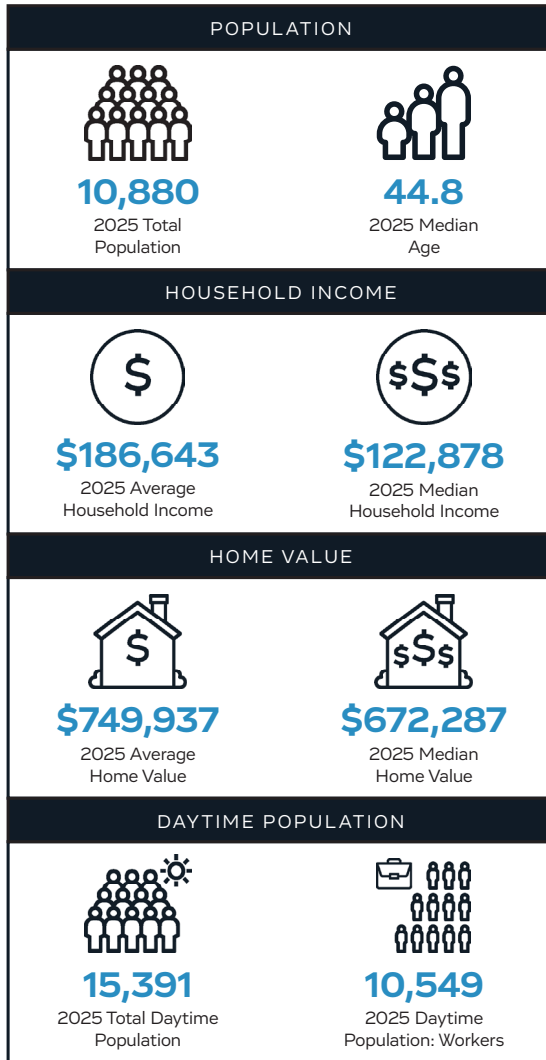 POPULATION
10,880
2025 Total
Population
44.8
2025 Median
Age
HOUSEHOLD INCOME
$
$186,643
2025 Average
Household Income
$$$
$122,878
2025 Median
Household Income
HOME VALUE
$
$749,937
2025 Average
Home Value
$$$
$672,287
2025 Median
Home Value
DAYTIME POPULATION
15,391
2025 Total Daytime
Population
10,549
2025 Daytime
Population: Workers